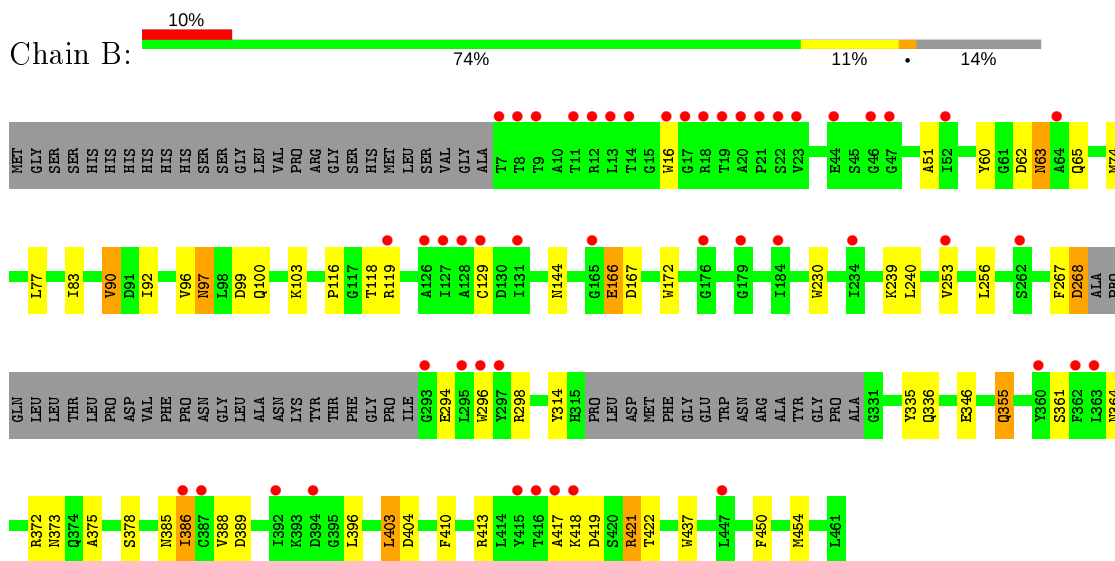 10%
Chain B:
74% 11% • 14%
MET GLY SER SER HIS HIS HIS HIS HIS HIS SER SER GLY LEU VAL PRO ARG GLY SER HIS MET LEU SER VAL GLY ALA T7 T8 T9 A10 T11 R12 L13 T14 G15 W16 G17 R18 T19 A20 P21 S22 V23 E44 S45 G46 G47 A51 I52 Y60 G61 D62 N63 A64 Q65 M74
L77 I83 V90 D91 I92 V96 N97 L98 D99 Q100 K103 P116 G117 T118 R119 A126 I127 A128 C129 D130 I131 N144 G165 E166 D167 W172 G176 G179 I184 W230 I234 K239 L240 V253 L256 S262 F267 D268 ALA PRO
GLN LEU LEU THR LEU PRO ASP VAL PHE PRO ASN GLY LEU ALA ASN LYS TYR THR PHE GLY PRO ILE G293 E294 L295 W296 Y297 R298 Y314 H315 PRO LEU ASP MET PHE GLY GLU TRP ASN ARG ALA TYR GLY PRO ALA G331 Y335 Q336 E346 Q355 Y360 S361 F362 L363 N364
R372 N373 Q374 A375 S378 N385 I386 C387 V388 D389 I392 K393 D394 G395 L396 L403 D404 F410 R413 L414 Y415 T416 A417 K418 D419 S420 R421 T422 W437 L447 F450 M454 L461